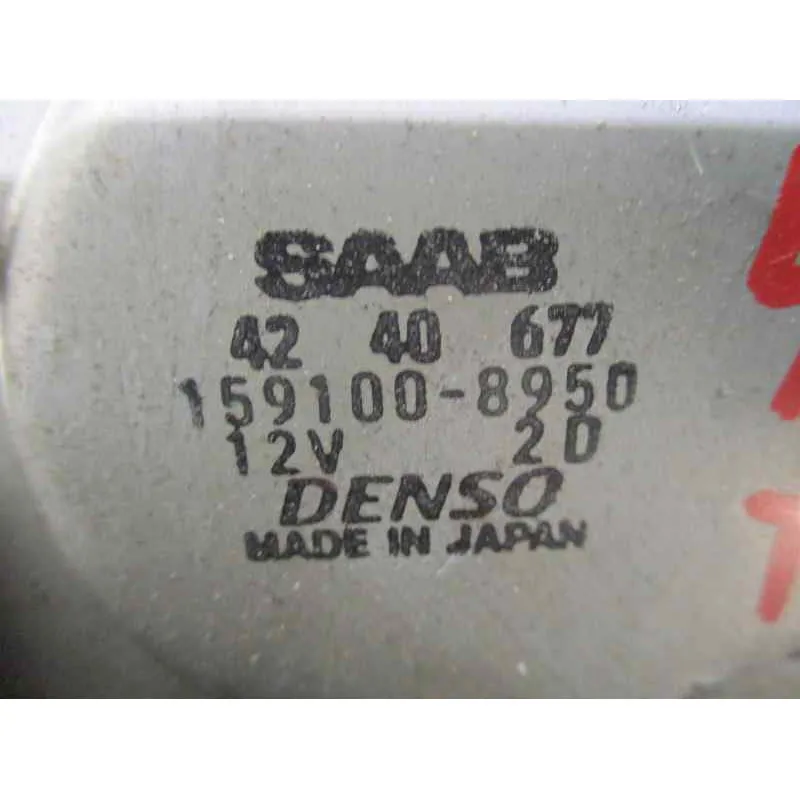 SAAB
42 40 677
159100-8950
12V 2D
DENSO
MADE IN JAPAN